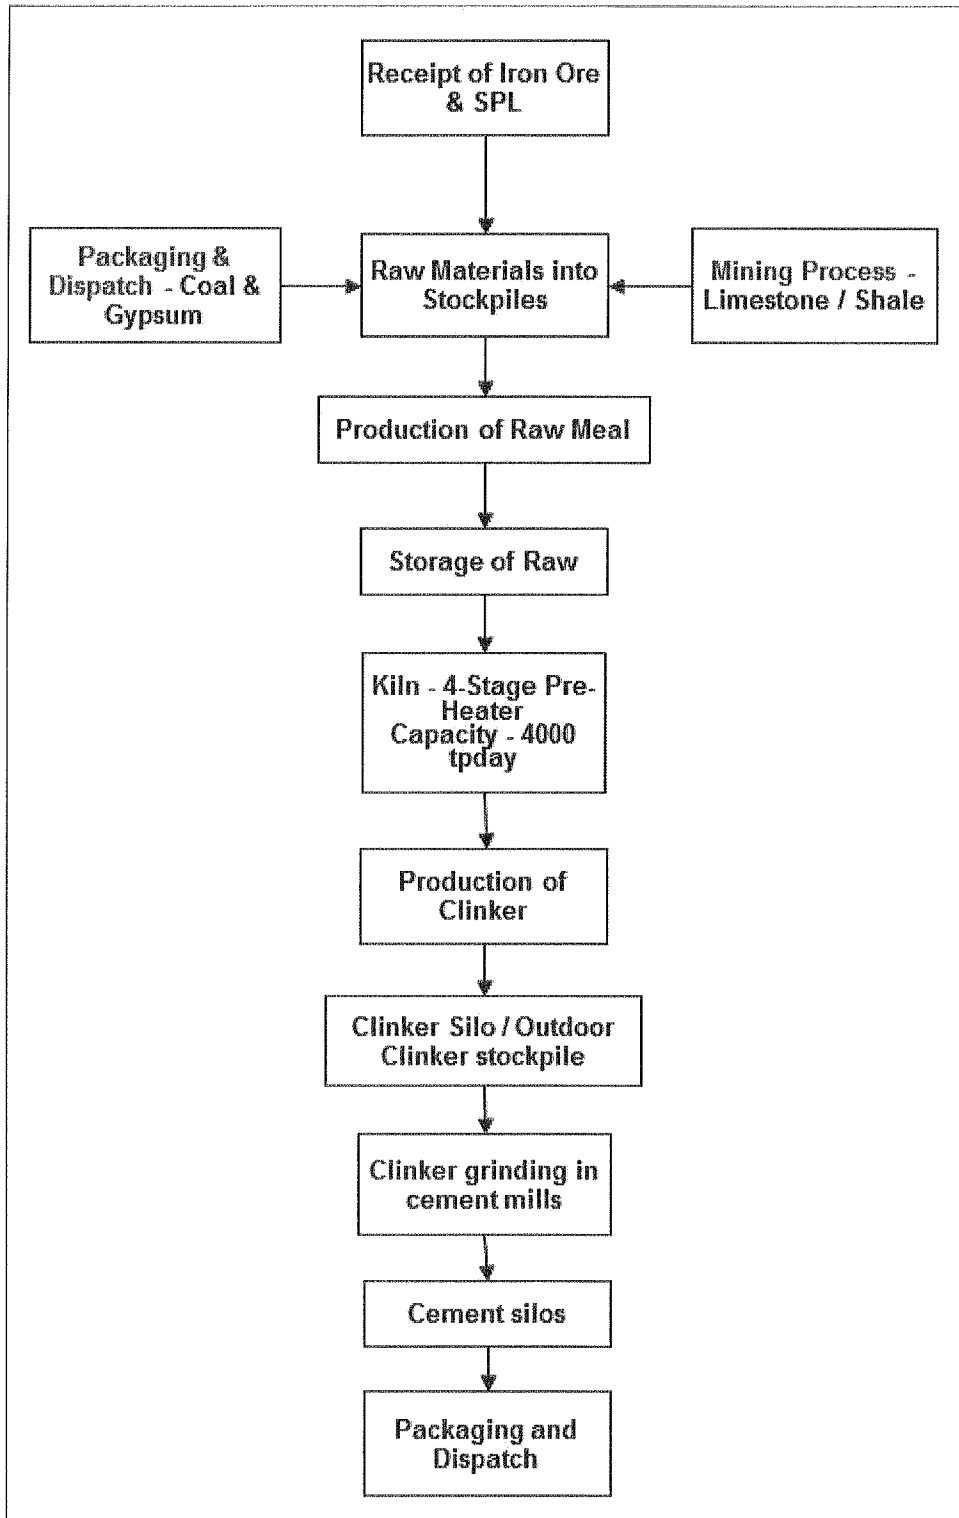 Receipt of Iron Ore
& SPL
Packaging &
Dispatch - Coal &
Gypsum
Raw Materials into
Stockpiles
Mining Process -
Limestone / Shale
Production of Raw Meal
Storage of Raw
Kiln - 4-Stage Pre-
Heater
Capacity - 4000
tpday
Production of
Clinker
Clinker Silo / Outdoor
Clinker stockpile
Clinker grinding in
cement mills
Cement silos
Packaging and
Dispatch